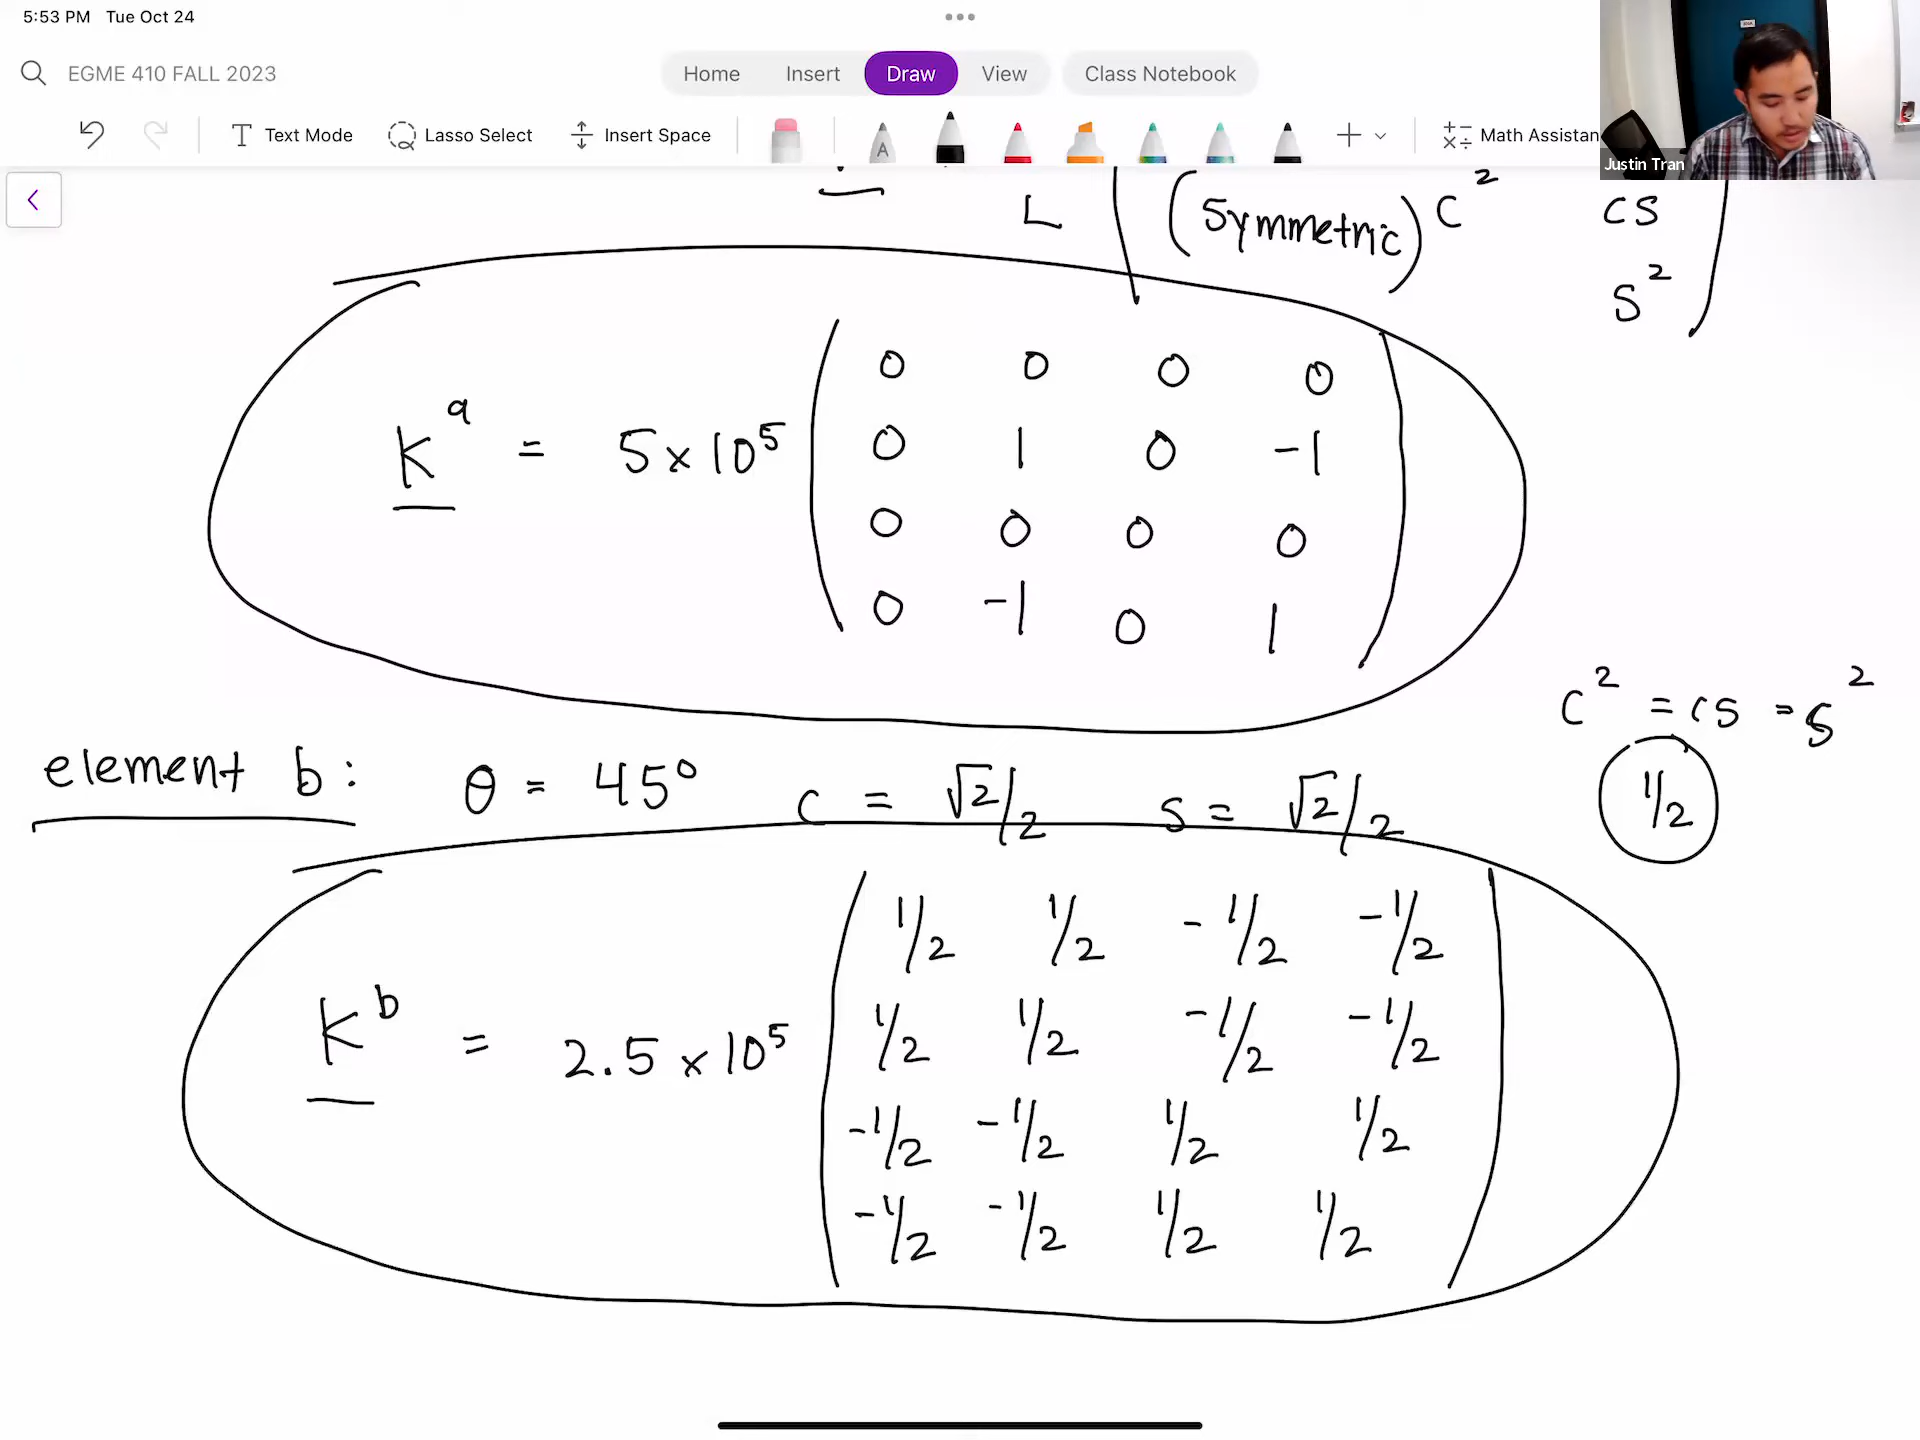 5:53 PM Tue Oct 24
EGME 410 FALL 2023
Home Insert Draw View Class Notebook
Text Mode Lasso Select Insert Space A Math Assistan
Justin Tran
L (Symmetric) C² CS
S²
K^a = 5 × 10⁵
0 0 0 0
0 1 0 -1
0 0 0 0
0 -1 0 1
C² = CS = S²
1/2
element b: θ = 45° C = √2/2 S = √2/2
K^b = 2.5 × 10⁵
1/2 1/2 -1/2 -1/2
1/2 1/2 -1/2 -1/2
-1/2 -1/2 1/2 1/2
-1/2 -1/2 1/2 1/2